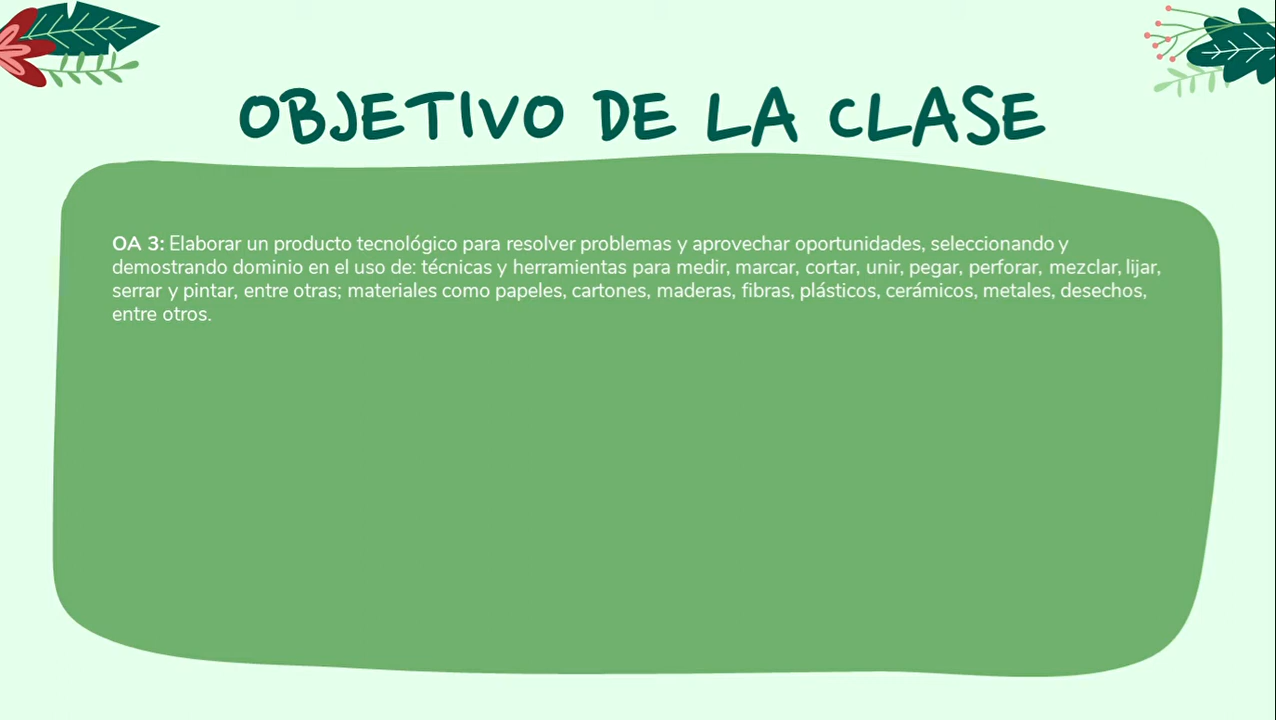 OBJETIVO DE LA CLASE
OA 3: Elaborar un producto tecnológico para resolver problemas y aprovechar oportunidades, seleccionando y
demostrando dominio en el uso de: técnicas y herramientas para medir, marcar, cortar, unir, pegar, perforar, mezclar, lijar,
serrar y pintar, entre otras; materiales como papeles, cartones, maderas, fibras, plásticos, cerámicos, metales, desechos,
entre otros.